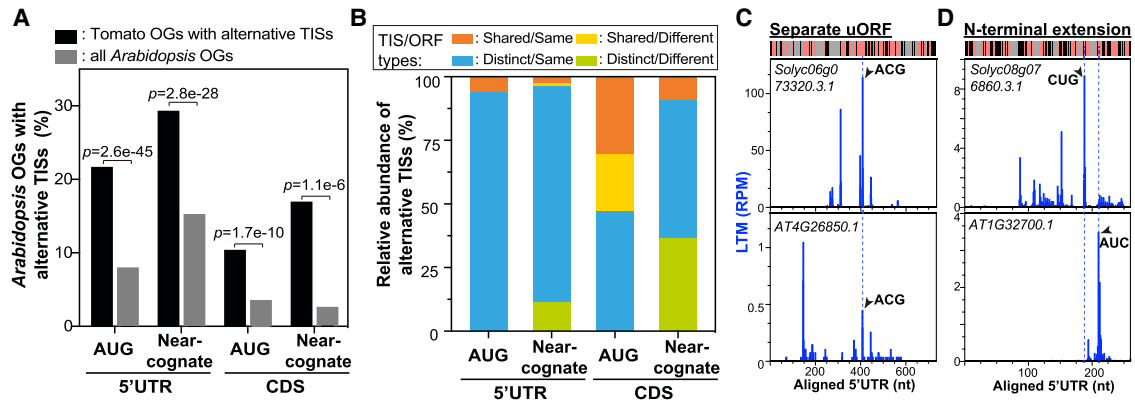 A
: Tomato OGs with alternative TISs
: all Arabidopsis OGs
Arabidopsis OGs with
alternative TISs (%)
30
20
10
0
p=2.6e-45
p=2.8e-28
p=1.7e-10
p=1.1e-6
AUG
Near-
cognate
AUG
Near-
cognate
5'UTR
CDS
B
TIS/ORF
types:
: Shared/Same
: Shared/Different
: Distinct/Same
: Distinct/Different
Relative abundance of
alternative TISs (%)
100
75
50
25
0
AUG
Near-
cognate
AUG
Near-
cognate
5'UTR
CDS
C
Separate uORF
Solyc06g0
73320.3.1
ACG
100
50
0
LTM (RPM)
AT4G26850.1
ACG
1
0.5
0
200
400
600
Aligned 5'UTR (nt)
D
N-terminal extension
Solyc08g07
6860.3.1
CUG
8
4
2
0
AT1G32700.1
AUC
4
2
0
0
200
Aligned 5'UTR (nt)